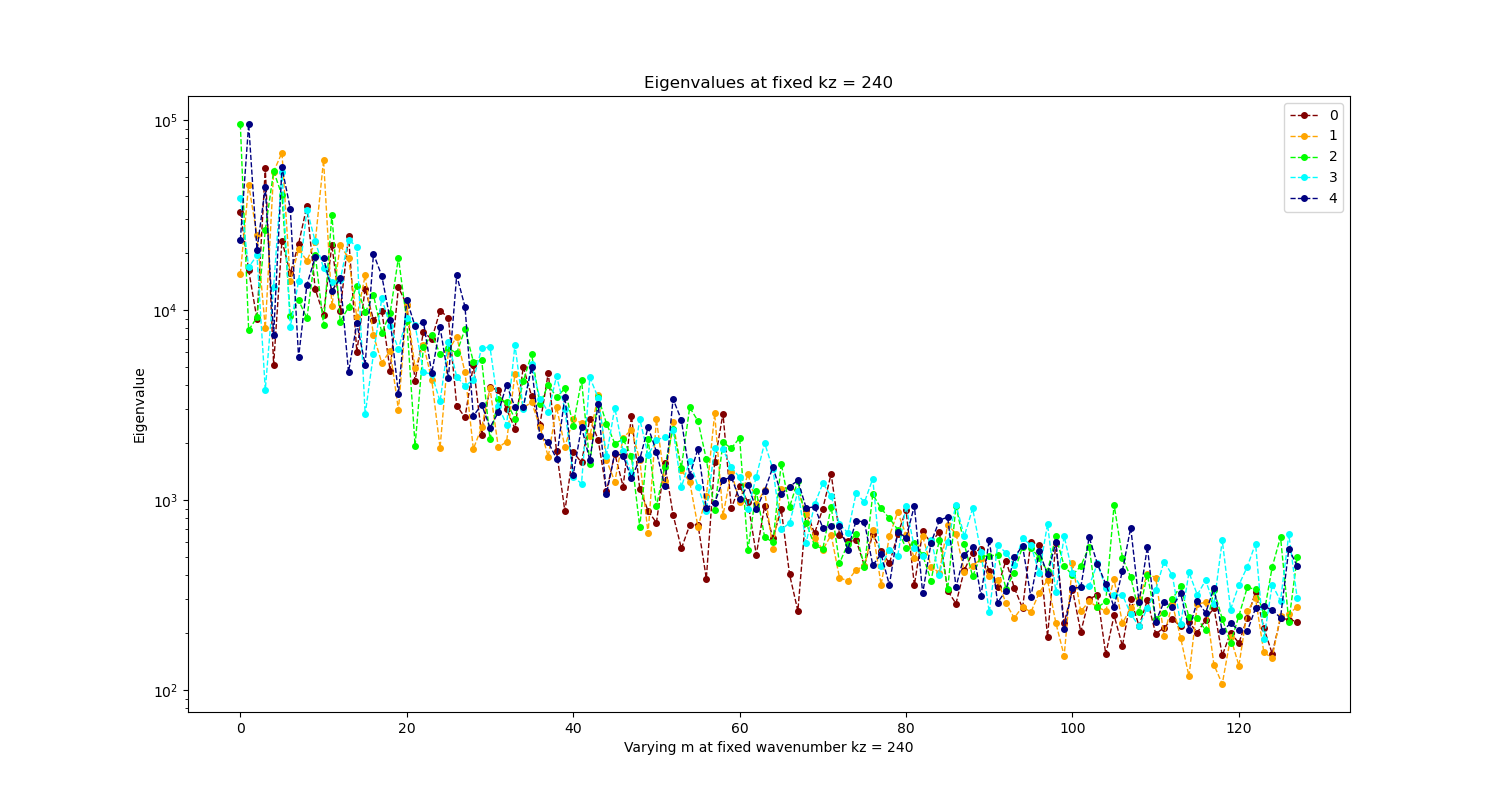 Eigenvalues at fixed kz = 240
10^5
10^4
10^3
10^2
Eigenvalue
0
1
2
3
4
0 20 40 60 80 100 120
Varying m at fixed wavenumber kz = 240